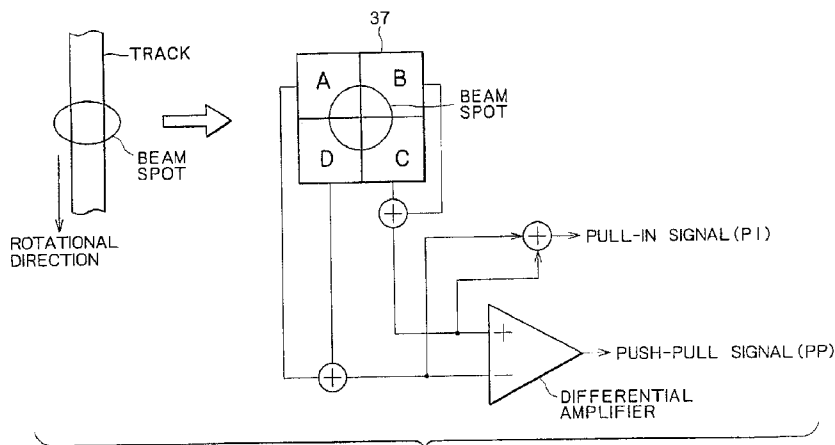 37
TRACK
A
B
BEAM
SPOT
BEAM
SPOT
D
C
ROTATIONAL
DIRECTION
+
+
PULL-IN SIGNAL (PI)
+
−
PUSH-PULL SIGNAL (PP)
+
DIFFERENTIAL
AMPLIFIER